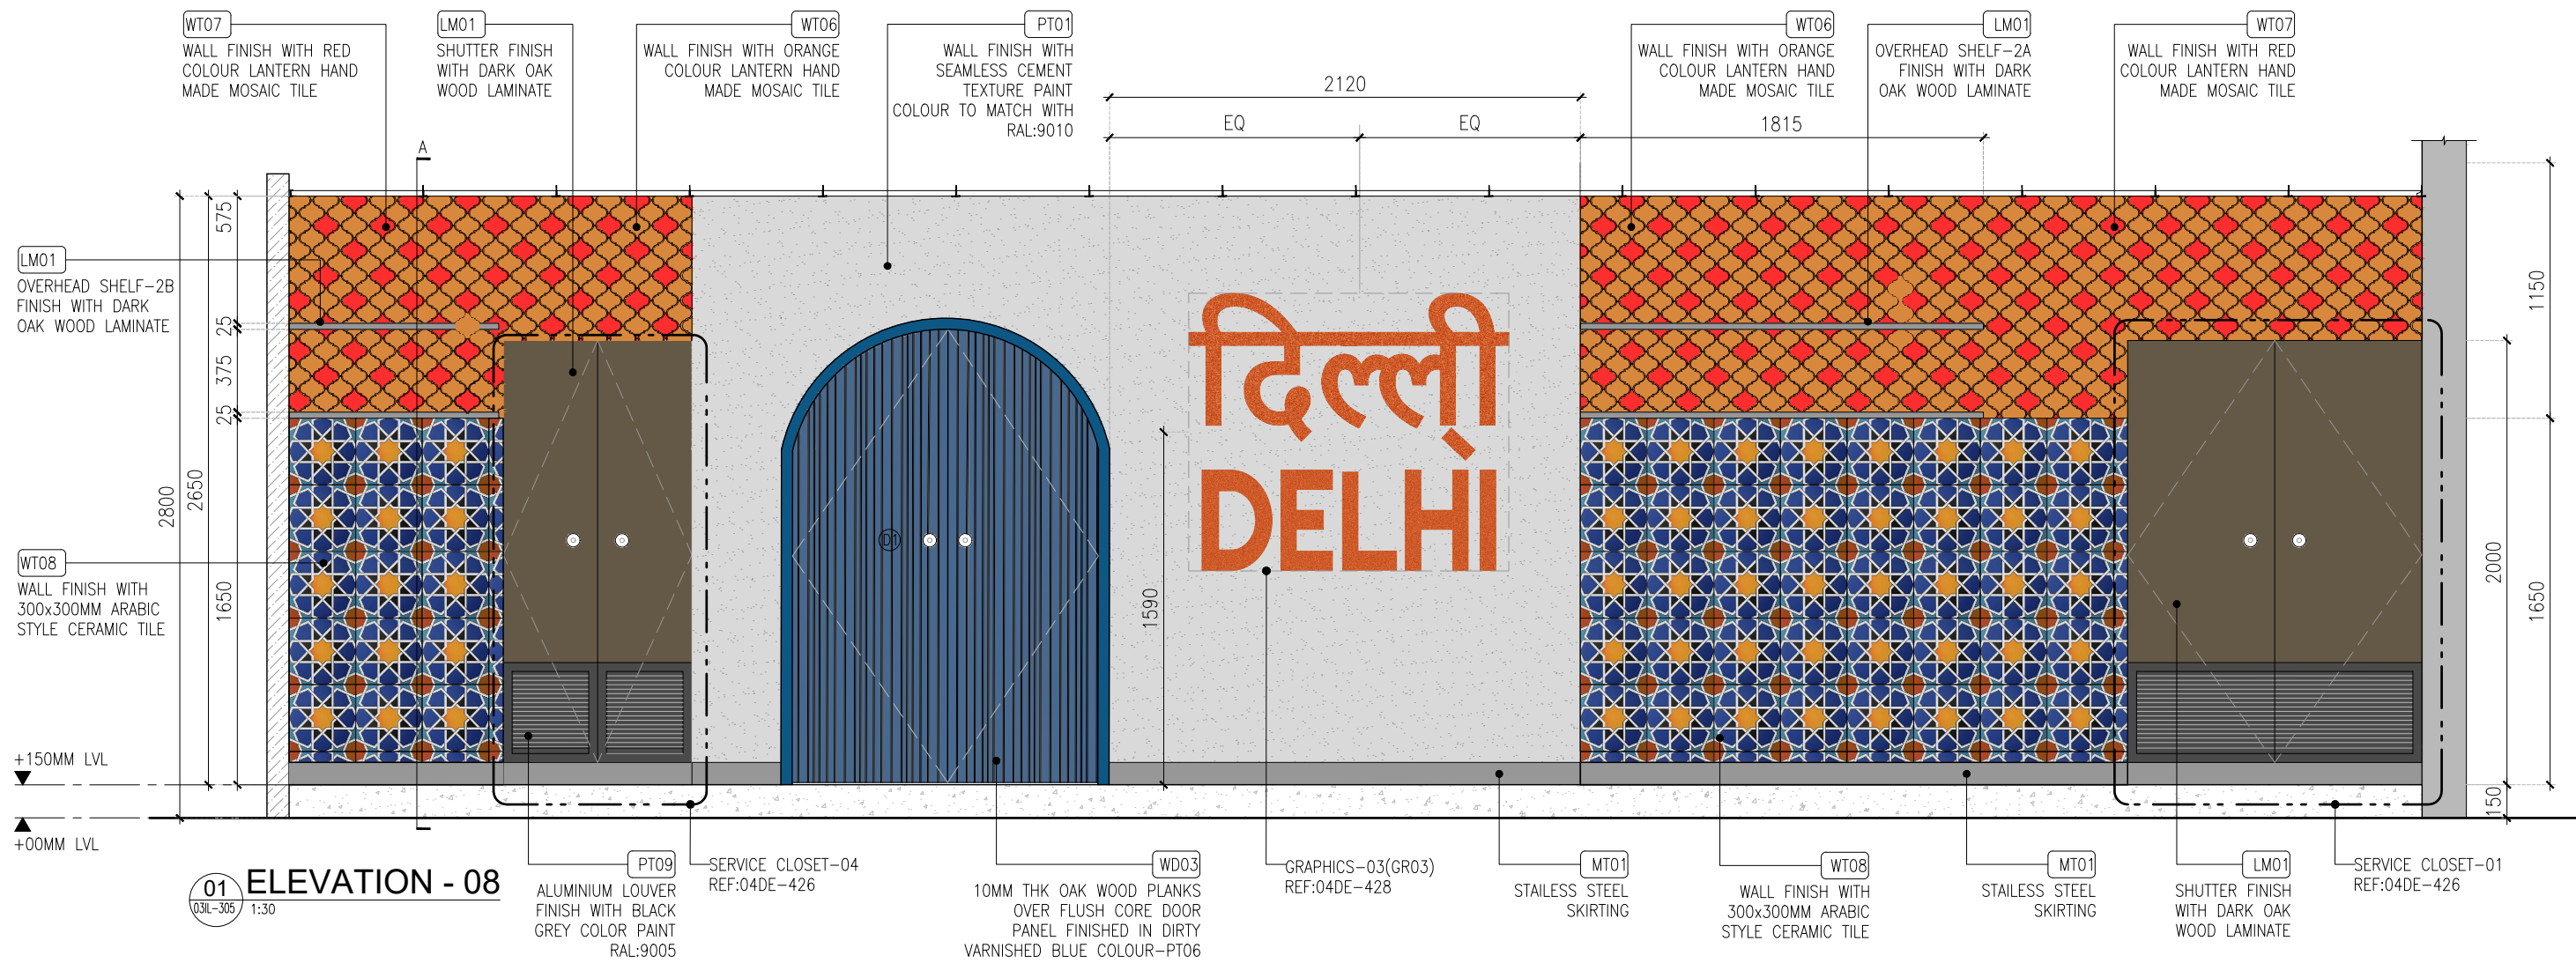 WT07
WALL FINISH WITH RED
COLOUR LANTERN HAND
MADE MOSAIC TILE
LM01
SHUTTER FINISH
WITH DARK OAK
WOOD LAMINATE
WT06
WALL FINISH WITH ORANGE
COLOUR LANTERN HAND
MADE MOSAIC TILE
PT01
WALL FINISH WITH
SEAMLESS CEMENT
TEXTURE PAINT
COLOUR TO MATCH WITH
RAL:9010
WT06
WALL FINISH WITH ORANGE
COLOUR LANTERN HAND
MADE MOSAIC TILE
LM01
OVERHEAD SHELF-2A
FINISH WITH DARK
OAK WOOD LAMINATE
WT07
WALL FINISH WITH RED
COLOUR LANTERN HAND
MADE MOSAIC TILE
2120
EQ
EQ
1815
A
575
25
375
25
1650
2650
2800
LM01
OVERHEAD SHELF-2B
FINISH WITH DARK
OAK WOOD LAMINATE
WT08
WALL FINISH WITH
300x300MM ARABIC
STYLE CERAMIC TILE
दिल्ली
DELHI
D1
1590
1150
2000
1650
150
+150MM LVL
+00MM LVL
01
03IL-305
ELEVATION - 08
1:30
PT09
ALUMINIUM LOUVER
FINISH WITH BLACK
GREY COLOR PAINT
RAL:9005
SERVICE CLOSET-04
REF:04DE-426
WD03
10MM THK OAK WOOD PLANKS
OVER FLUSH CORE DOOR
PANEL FINISHED IN DIRTY
VARNISHED BLUE COLOUR-PT06
GRAPHICS-03(GR03)
REF:04DE-428
MT01
STAILESS STEEL
SKIRTING
WT08
WALL FINISH WITH
300x300MM ARABIC
STYLE CERAMIC TILE
MT01
STAILESS STEEL
SKIRTING
LM01
SHUTTER FINISH
WITH DARK OAK
WOOD LAMINATE
SERVICE CLOSET-01
REF:04DE-426